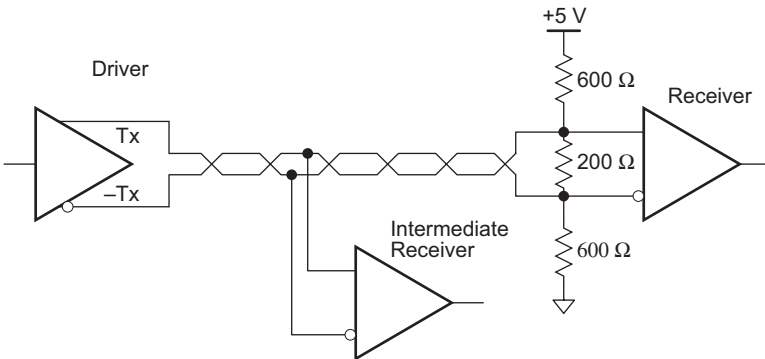 +5 V
Driver
600 Ω
Receiver
Tx
200 Ω
–Tx
Intermediate
Receiver
600 Ω